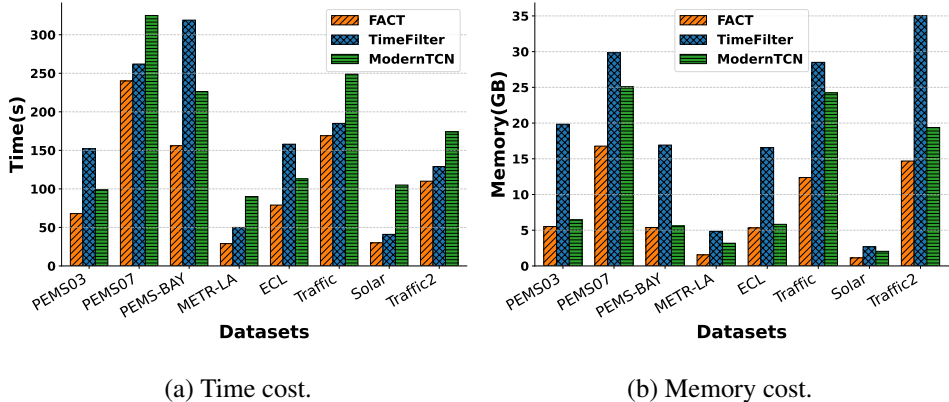 FACT
TimeFilter
ModernTCN
Time(s)
300
250
200
150
100
50
0
PEMS03
PEMS07
PEMS-BAY
METR-LA
ECL
Traffic
Solar
Traffic2
Datasets
(a) Time cost.
FACT
TimeFilter
ModernTCN
Memory(GB)
35
30
25
20
15
10
5
0
PEMS03
PEMS07
PEMS-BAY
METR-LA
ECL
Traffic
Solar
Traffic2
Datasets
(b) Memory cost.